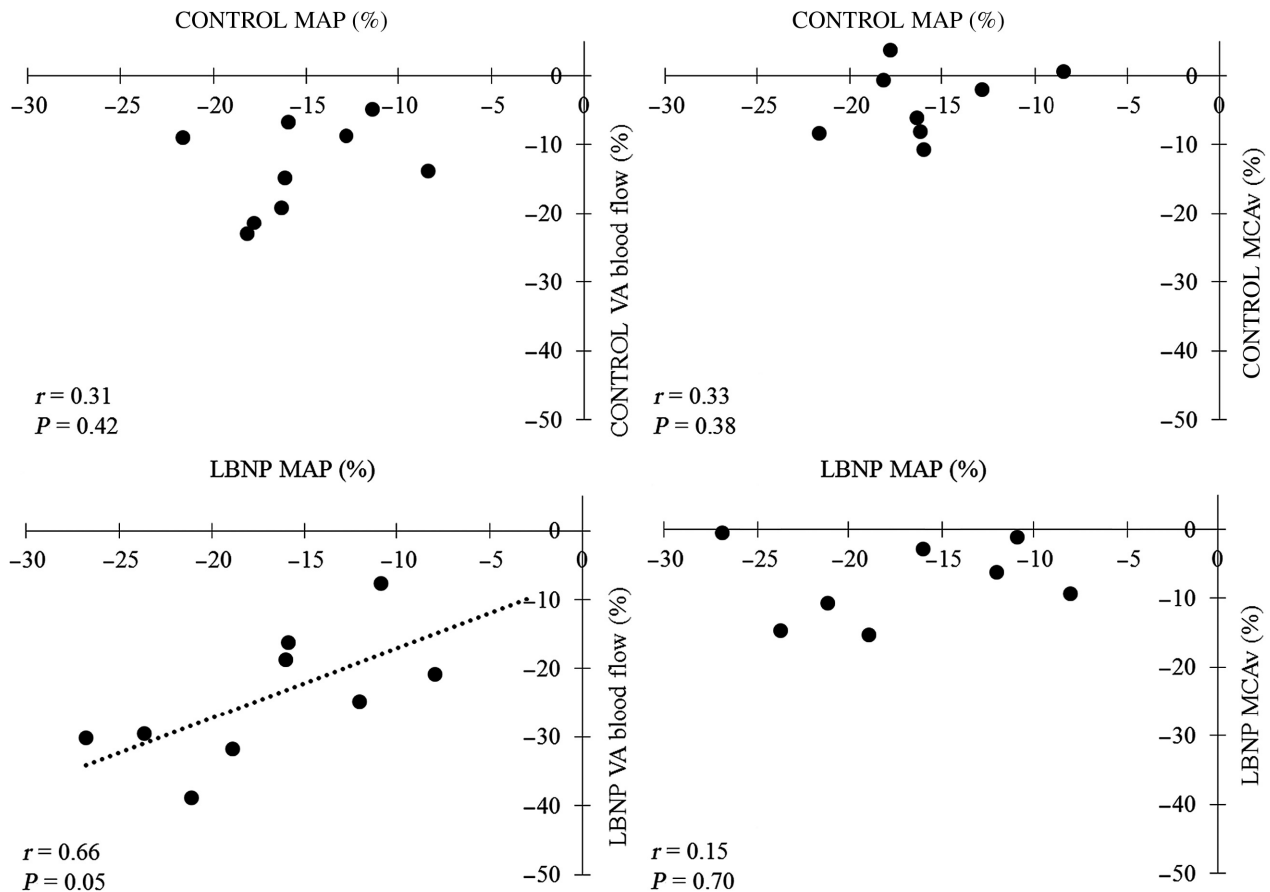 CONTROL MAP (%)
−30 −25 −20 −15 −10 −5 0
0
−10
−20
−30
−40
−50
CONTROL VA blood flow (%)
r = 0.31
P = 0.42
CONTROL MAP (%)
−30 −25 −20 −15 −10 −5 0
0
−10
−20
−30
−40
−50
CONTROL MCAv (%)
r = 0.33
P = 0.38
LBNP MAP (%)
−30 −25 −20 −15 −10 −5 0
0
−10
−20
−30
−40
−50
LBNP VA blood flow (%)
r = 0.66
P = 0.05
LBNP MAP (%)
−30 −25 −20 −15 −10 −5 0
0
−10
−20
−30
−40
−50
LBNP MCAv (%)
r = 0.15
P = 0.70